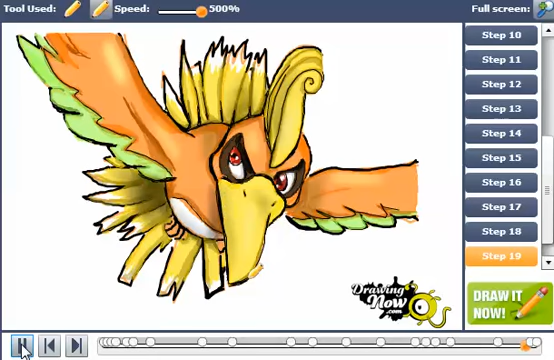 Tool Used: Speed: 500% Full screen:
Step 10
Step 11
Step 12
Step 13
Step 14
Step 15
Step 16
Step 17
Step 18
Step 19
DRAW IT
NOW!
Drawing
Now.com